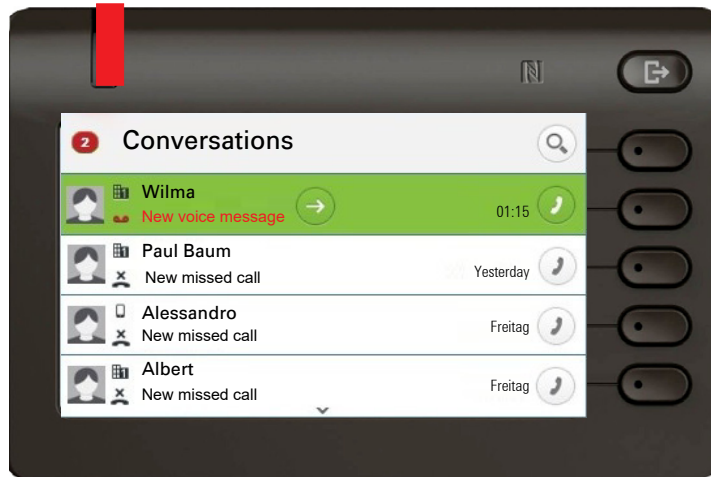 2 Conversations
Wilma
New voice message
01:15
Paul Baum
New missed call
Yesterday
Alessandro
New missed call
Freitag
Albert
New missed call
Freitag